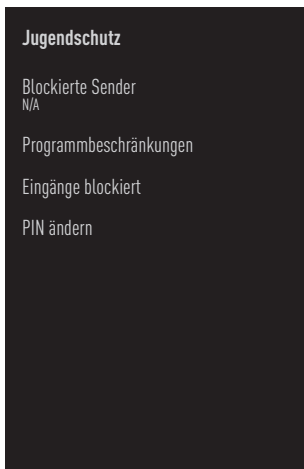 Jugendschutz
Blockierte Sender
N/A
Programmbeschränkungen
Eingänge blockiert
PIN ändern